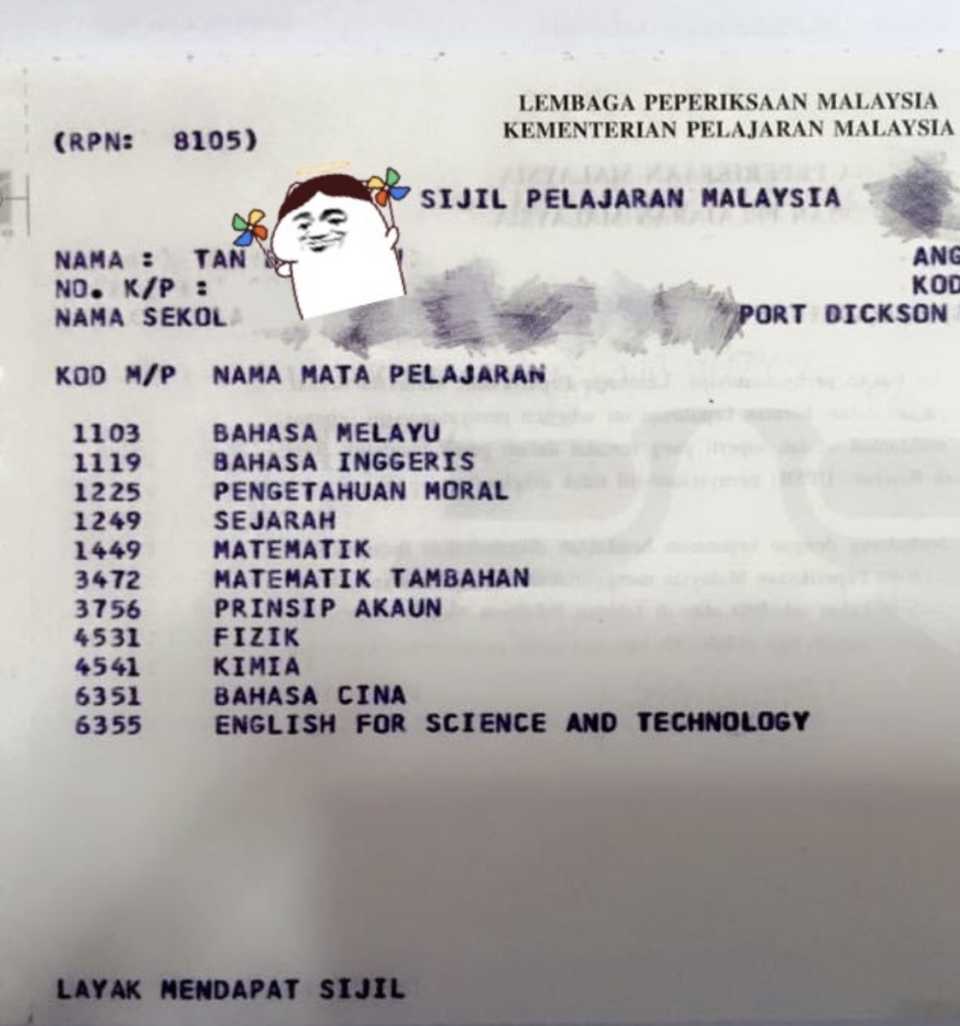 LEMBAGA PEPERIKSAAN MALAYSIA
KEMENTERIAN PELAJARAN MALAYSIA
(RPN: 8105)
SIJIL PELAJARAN MALAYSIA
NAMA : TAN
ANG
NO. K/P :
KOD
NAMA SEKOL PORT DICKSON
KOD M/P NAMA MATA PELAJARAN
1103 BAHASA MELAYU
1119 BAHASA INGGERIS
1225 PENGETAHUAN MORAL
1249 SEJARAH
1449 MATEMATIK
3472 MATEMATIK TAMBAHAN
3756 PRINSIP AKAUN
4531 FIZIK
4541 KIMIA
6351 BAHASA CINA
6355 ENGLISH FOR SCIENCE AND TECHNOLOGY
LAYAK MENDAPAT SIJIL